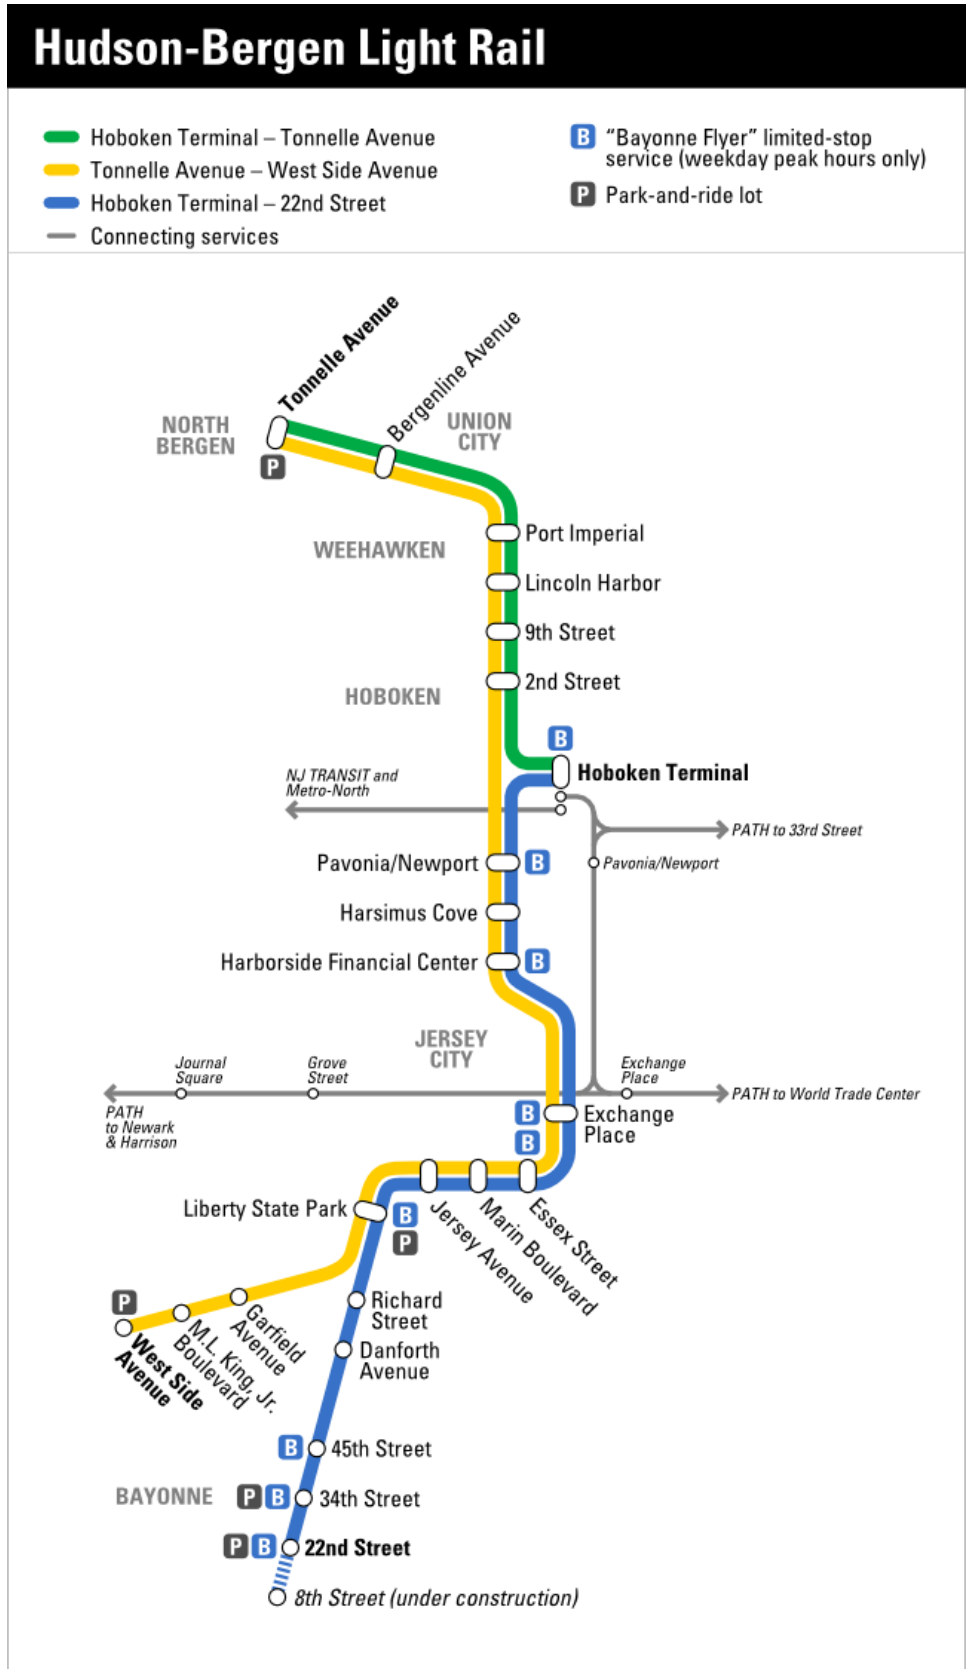 Hudson-Bergen Light Rail
Hoboken Terminal – Tonnelle Avenue
Tonnelle Avenue – West Side Avenue
Hoboken Terminal – 22nd Street
Connecting services
B “Bayonne Flyer” limited-stop
service (weekday peak hours only)
P Park-and-ride lot
Tonnelle Avenue
Bergenline Avenue
NORTH
BERGEN
UNION
CITY
P
Port Imperial
WEEHAWKEN
Lincoln Harbor
9th Street
2nd Street
HOBOKEN
B
Hoboken Terminal
NJ TRANSIT and
Metro-North
PATH to 33rd Street
Pavonia/Newport B
Pavonia/Newport
Harsimus Cove
Harborside Financial Center B
JERSEY
CITY
Journal
Square
Grove
Street
Exchange
Place
PATH to World Trade Center
PATH
to Newark
& Harrison
B Exchange
Place
B
Liberty State Park B
P
Jersey Avenue
Marin Boulevard
Essex Street
P
West Side
Avenue
M.L. King, Jr.
Boulevard
Garfield
Avenue
Richard
Street
Danforth
Avenue
B 45th Street
BAYONNE
P B 34th Street
P B 22nd Street
8th Street (under construction)